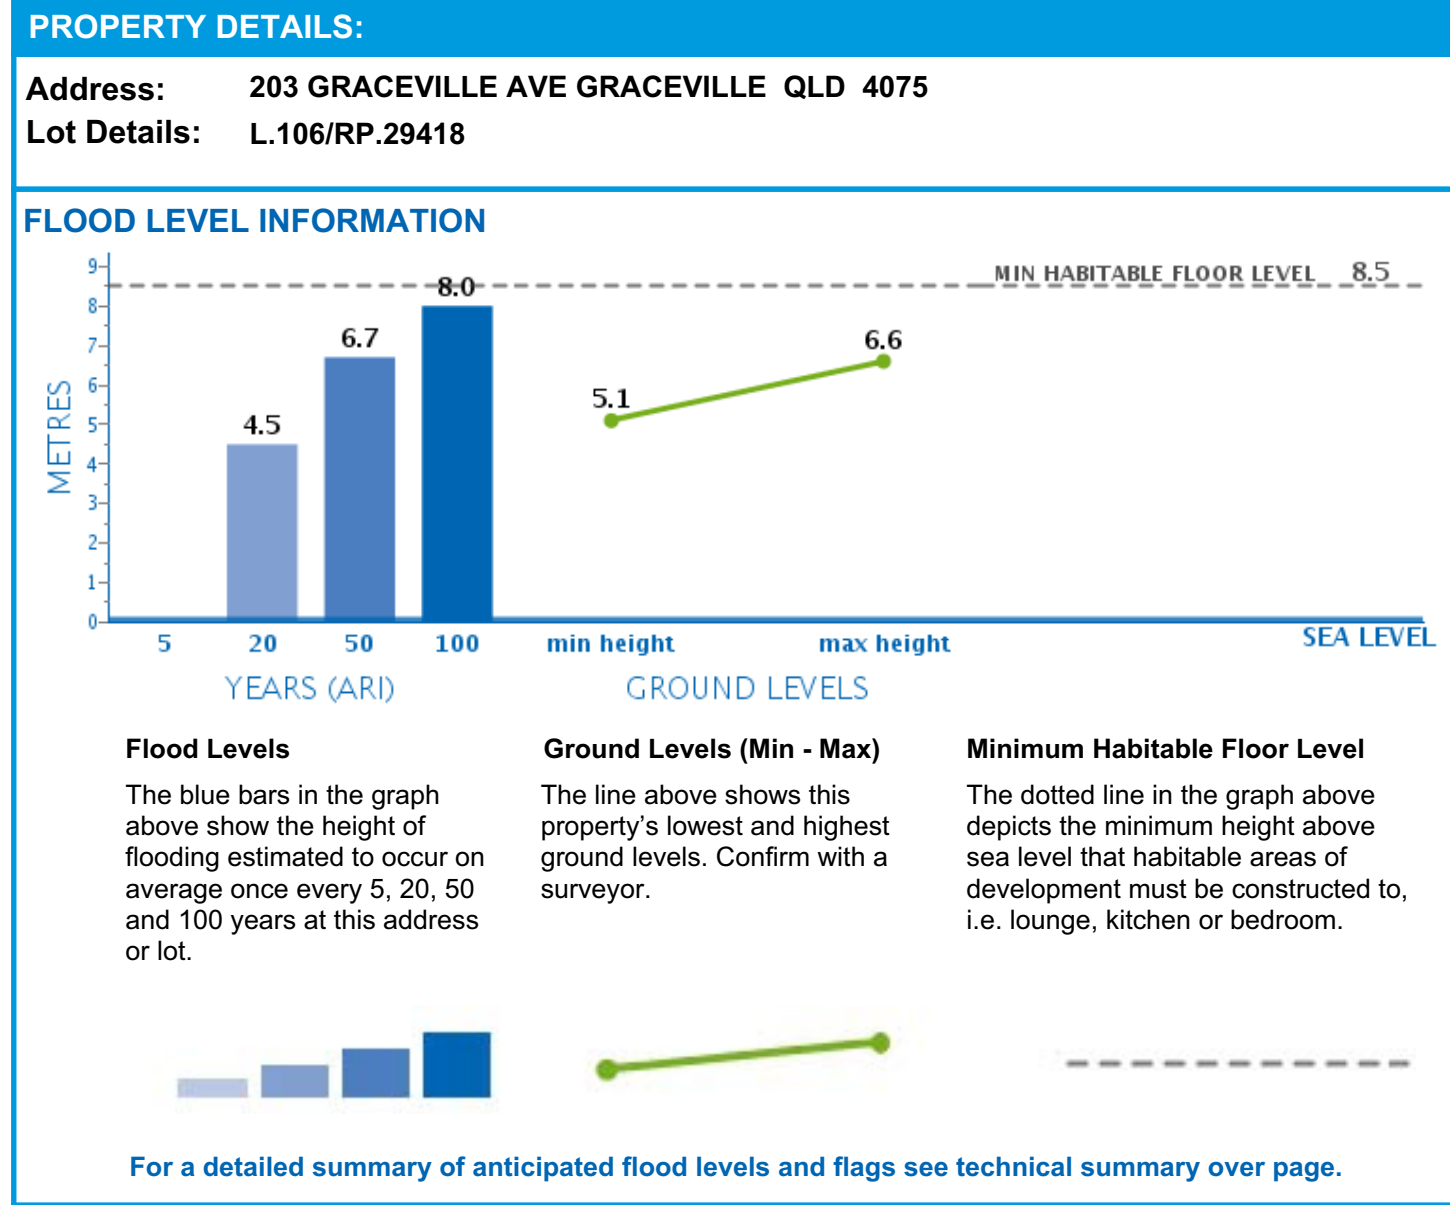 PROPERTY DETAILS:
Address: 203 GRACEVILLE AVE GRACEVILLE QLD 4075
Lot Details: L.106/RP.29418
FLOOD LEVEL INFORMATION
METRES
9
8
7
6
5
4
3
2
1
0
4.5
6.7
8.0
5.1
6.6
MIN HABITABLE FLOOR LEVEL 8.5
5 20 50 100 min height max height SEA LEVEL
YEARS (ARI) GROUND LEVELS
Flood Levels
The blue bars in the graph
above show the height of
flooding estimated to occur on
average once every 5, 20, 50
and 100 years at this address
or lot.
Ground Levels (Min - Max)
The line above shows this
property's lowest and highest
ground levels. Confirm with a
surveyor.
Minimum Habitable Floor Level
The dotted line in the graph above
depicts the minimum height above
sea level that habitable areas of
development must be constructed to,
i.e. lounge, kitchen or bedroom.
For a detailed summary of anticipated flood levels and flags see technical summary over page.